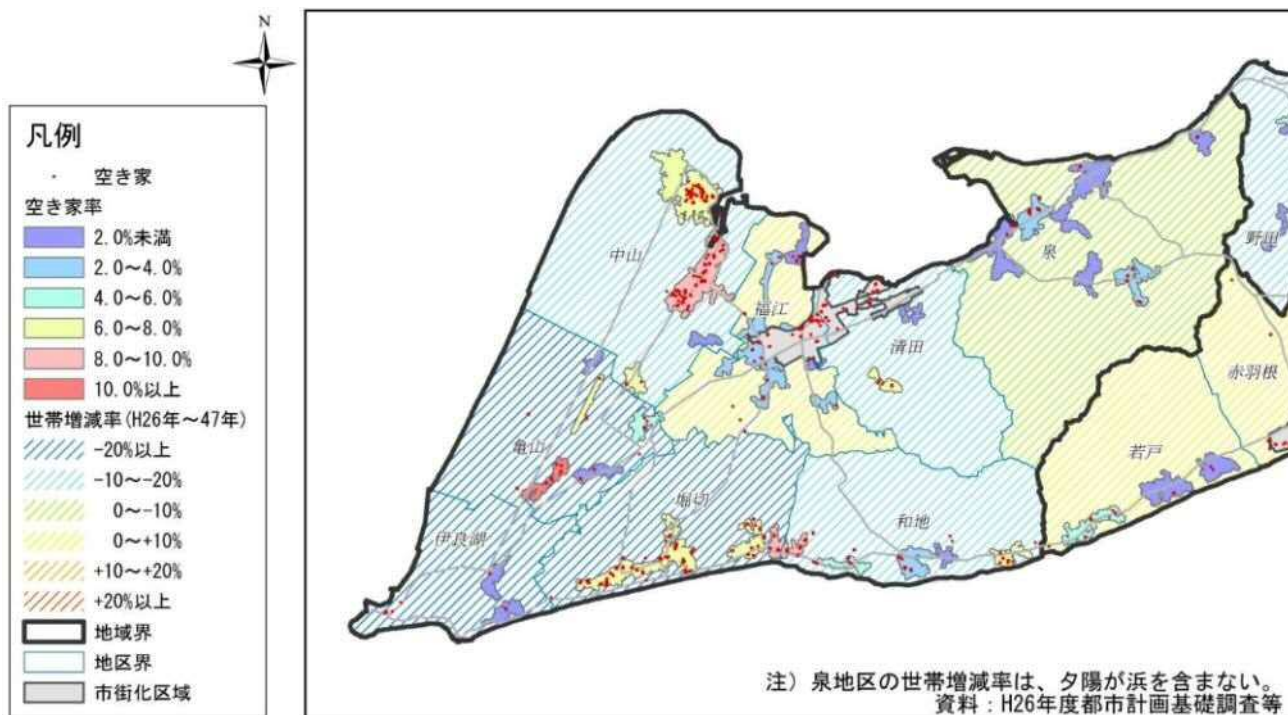 N
凡例
空き家
空き家率
2.0%未満
2.0～4.0%
4.0～6.0%
6.0～8.0%
8.0～10.0%
10.0%以上
世帯増減率(H26年～47年)
-20%以上
-10～-20%
0～-10%
0～+10%
+10～+20%
+20%以上
地域界
地区界
市街化区域
中山
福江
泉
野田
清田
赤羽根
亀山
若戸
堀切
和地
伊良湖
注）泉地区の世帯増減率は、夕陽が浜を含まない。
資料：H26年度都市計画基礎調査等